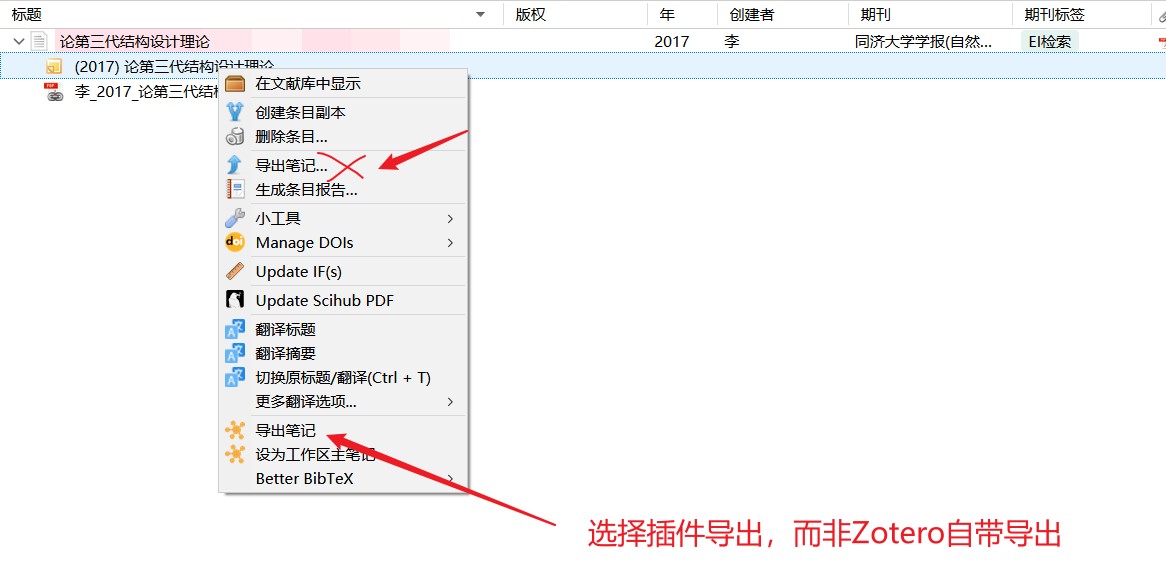 标题 版权 年 创建者 期刊 期刊标签
论第三代结构设计理论 2017 李 同济大学学报(自然... EI检索
(2017) 论第三代结构设计理论
李_2017_论第三代结构
在文献库中显示
创建条目副本
删除条目...
导出笔记...
生成条目报告...
小工具
Manage DOIs
Update IF(s)
Update Scihub PDF
翻译标题
翻译摘要
切换原标题/翻译(Ctrl + T)
更多翻译选项...
导出笔记
设为工作区主笔记
Better BibTeX
选择插件导出，而非Zotero自带导出